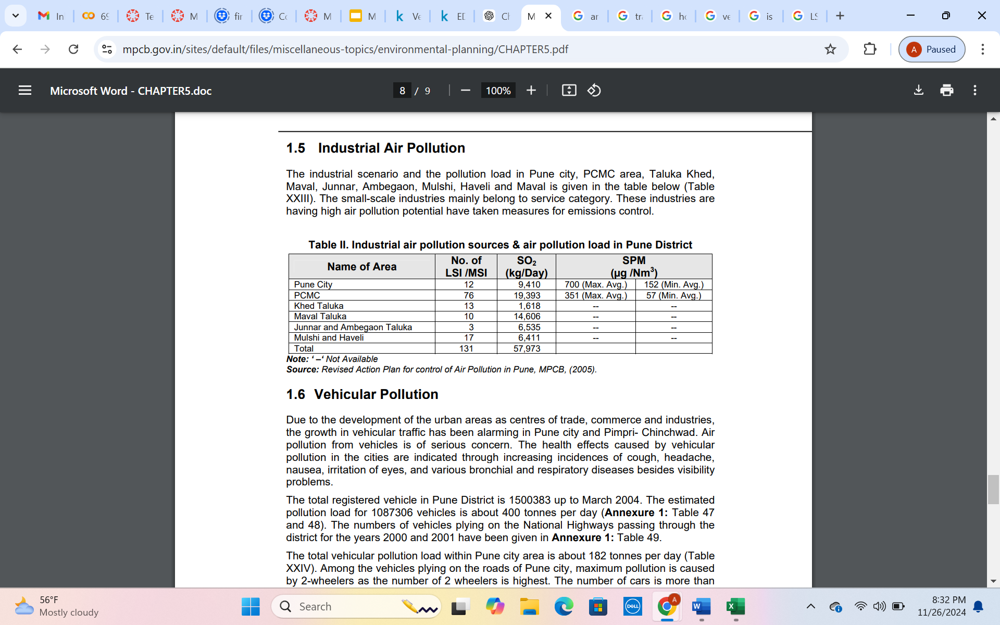 In
69
Te
M
fir
Co
M
M
Ve
ED
Ch
M
ar
tra
ho
ve
is
LS
mpcb.gov.in/sites/default/files/miscellaneous-topics/environmental-planning/CHAPTER5.pdf
A Paused
Microsoft Word - CHAPTER5.doc
8 / 9
100%
1.5 Industrial Air Pollution
The industrial scenario and the pollution load in Pune city, PCMC area, Taluka Khed,
Maval, Junnar, Ambegaon, Mulshi, Haveli and Maval is given in the table below (Table
XXIII). The small-scale industries mainly belong to service category. These industries are
having high air pollution potential have taken measures for emissions control.
Table II. Industrial air pollution sources & air pollution load in Pune District
Name of Area No. of LSI /MSI SO₂ (kg/Day) SPM (µg /Nm³)
Pune City 12 9,410 700 (Max. Avg.) 152 (Min. Avg.)
PCMC 76 19,393 351 (Max. Avg.) 57 (Min. Avg.)
Khed Taluka 13 1,618 -- --
Maval Taluka 10 14,606 -- --
Junnar and Ambegaon Taluka 3 6,535 -- --
Mulshi and Haveli 17 6,411 -- --
Total 131 57,973
Note: ‘ –‘ Not Available
Source: Revised Action Plan for control of Air Pollution in Pune, MPCB, (2005).
1.6 Vehicular Pollution
Due to the development of the urban areas as centres of trade, commerce and industries,
the growth in vehicular traffic has been alarming in Pune city and Pimpri- Chinchwad. Air
pollution from vehicles is of serious concern. The health effects caused by vehicular
pollution in the cities are indicated through increasing incidences of cough, headache,
nausea, irritation of eyes, and various bronchial and respiratory diseases besides visibility
problems.
The total registered vehicle in Pune District is 1500383 up to March 2004. The estimated
pollution load for 1087306 vehicles is about 400 tonnes per day (Annexure 1: Table 47
and 48). The numbers of vehicles plying on the National Highways passing through the
district for the years 2000 and 2001 have been given in Annexure 1: Table 49.
The total vehicular pollution load within Pune city area is about 182 tonnes per day (Table
XXIV). Among the vehicles plying on the roads of Pune city, maximum pollution is caused
by 2-wheelers as the number of 2 wheelers is highest. The number of cars is more than
56°F
Mostly cloudy
Search
DELL
A
8:32 PM
11/26/2024